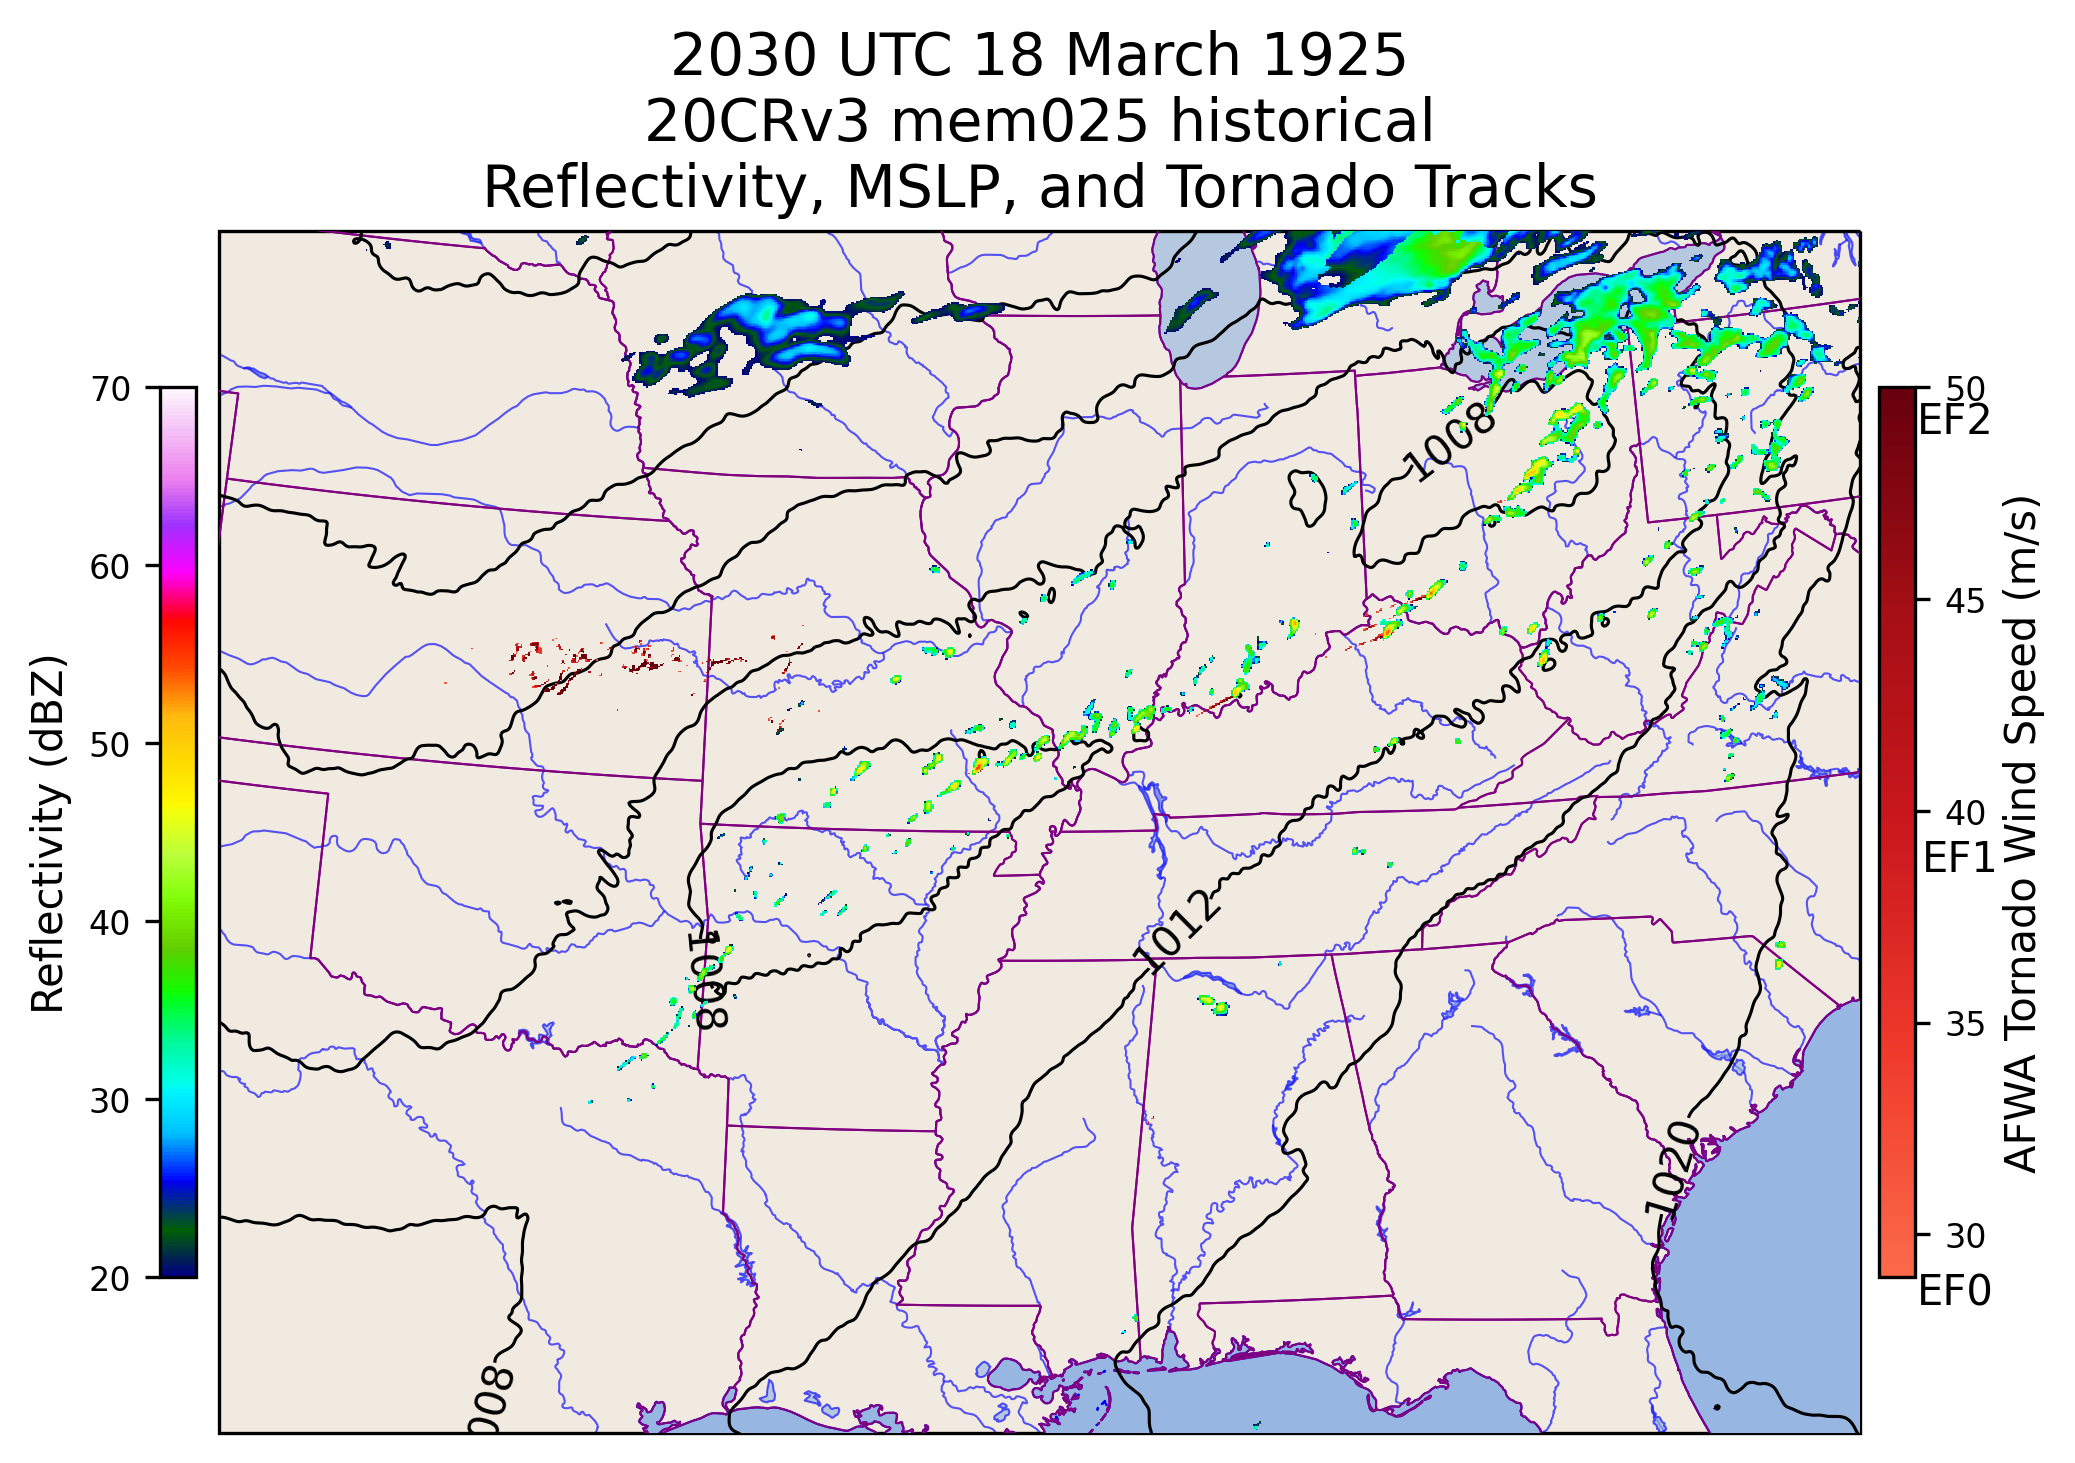 2030 UTC 18 March 1925
20CRv3 mem025 historical
Reflectivity, MSLP, and Tornado Tracks
70
60
50
40
30
20
Reflectivity (dBZ)
1008
1008
1012
1020
008
50
EF2
45
40
EF1
35
30
EF0
AFWA Tornado Wind Speed (m/s)